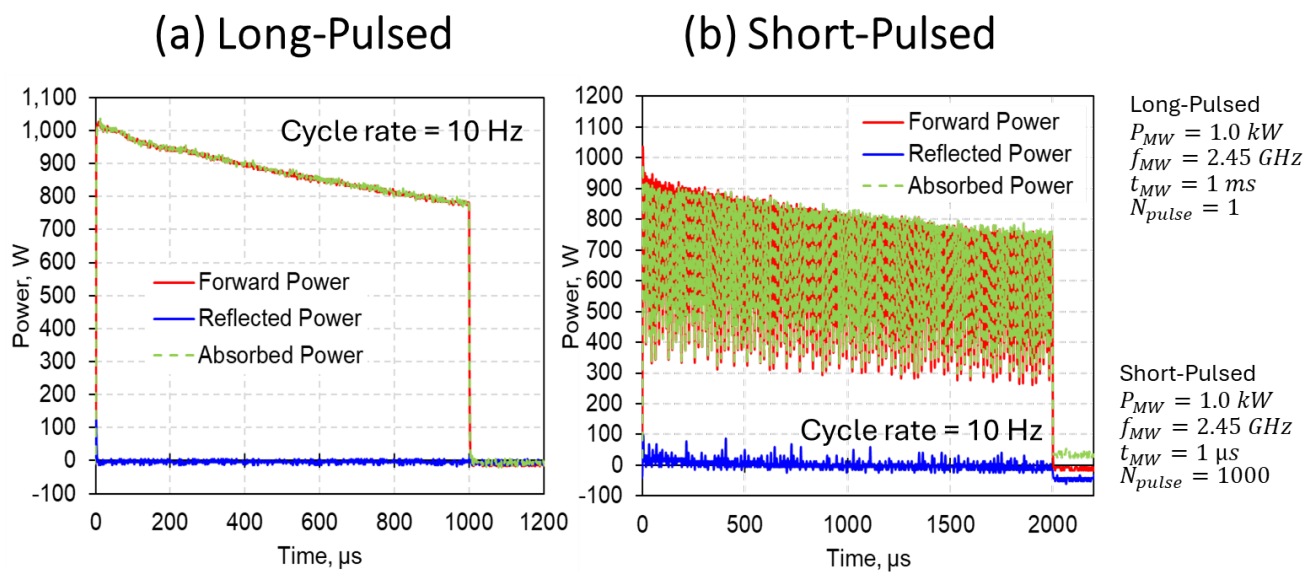 (a) Long-Pulsed
1,100
1,000
900
800
700
600
500
400
300
200
100
0
-100
Power, W
Cycle rate = 10 Hz
Forward Power
Reflected Power
Absorbed Power
0 200 400 600 800 1000 1200
Time, µs
(b) Short-Pulsed
1200
1100
1000
900
800
700
600
500
400
300
200
100
0
-100
Power, W
Forward Power
Reflected Power
Absorbed Power
Cycle rate = 10 Hz
0 500 1000 1500 2000
Time, µs
Long-Pulsed
P_MW = 1.0 kW
f_MW = 2.45 GHz
t_MW = 1 ms
N_pulse = 1
Short-Pulsed
P_MW = 1.0 kW
f_MW = 2.45 GHz
t_MW = 1 µs
N_pulse = 1000